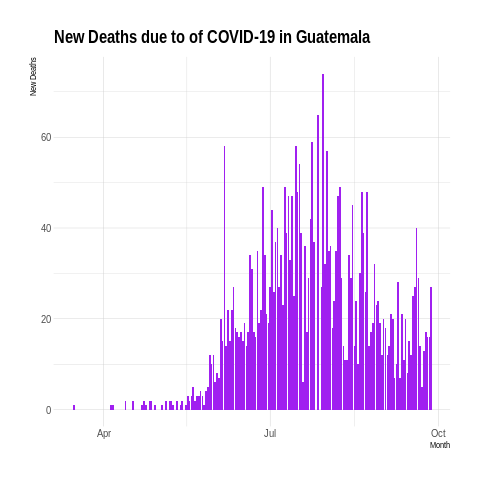 New Deaths due to of COVID-19 in Guatemala
New Deaths
60
40
20
0
Apr
Jul
Oct
Month